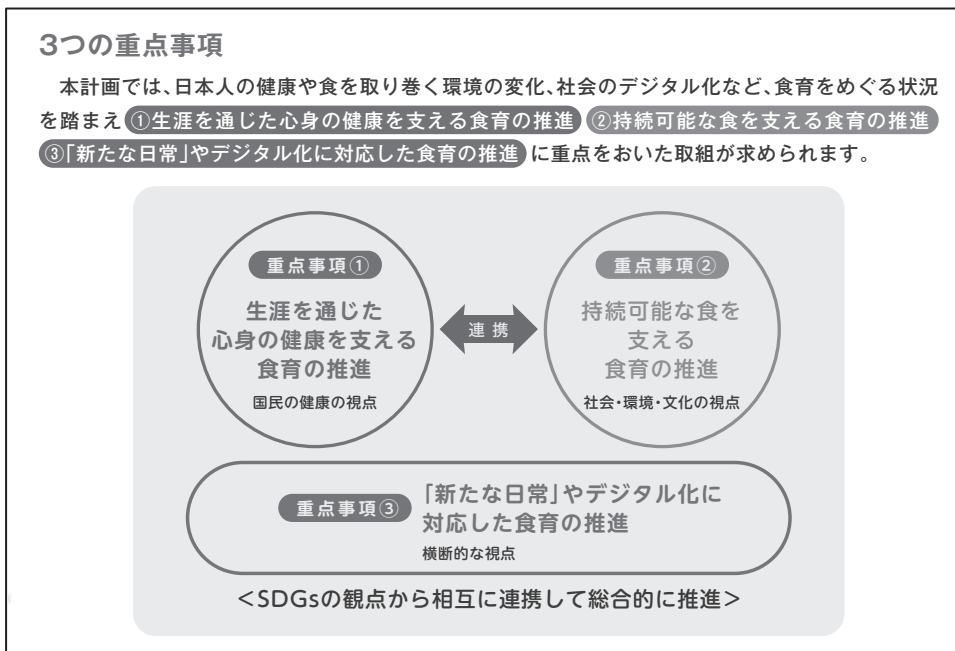 3つの重点事項
本計画では、日本人の健康や食を取り巻く環境の変化、社会のデジタル化など、食育をめぐる状況
を踏まえ ①生涯を通じた心身の健康を支える食育の推進 ②持続可能な食を支える食育の推進
③「新たな日常」やデジタル化に対応した食育の推進 に重点をおいた取組が求められます。
重点事項①
生涯を通じた
心身の健康を支える
食育の推進
国民の健康の視点
連携
重点事項②
持続可能な食を
支える
食育の推進
社会・環境・文化の視点
重点事項③
「新たな日常」やデジタル化に
対応した食育の推進
横断的な視点
<SDGsの観点から相互に連携して総合的に推進>